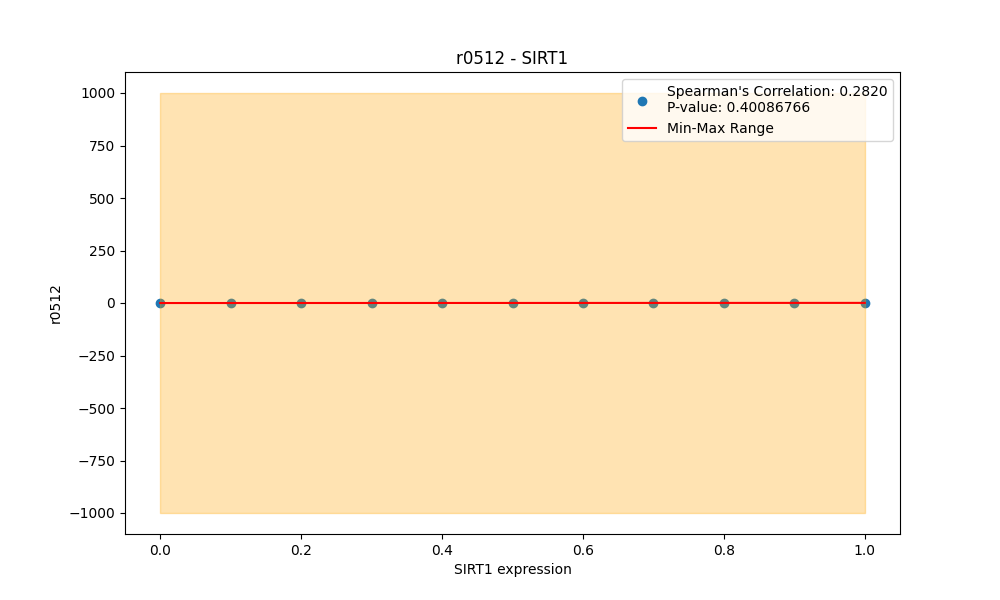 r0512 - SIRT1
Spearman's Correlation: 0.2820
P-value: 0.40086766
Min-Max Range
1000
750
500
250
0
−250
−500
−750
−1000
r0512
0.0 0.2 0.4 0.6 0.8 1.0
SIRT1 expression